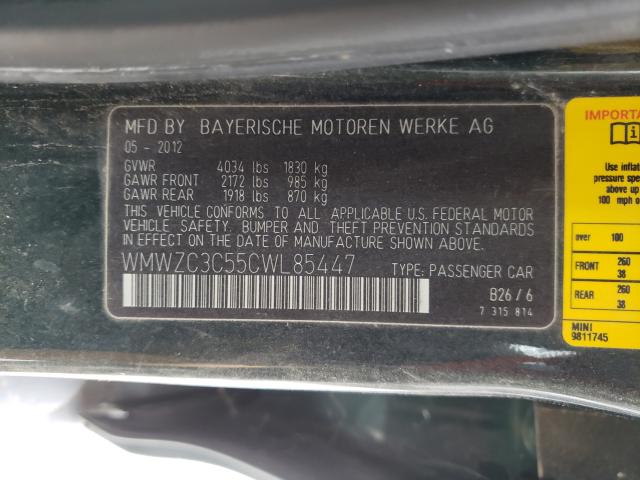 MFD BY BAYERISCHE MOTOREN WERKE AG
05 - 2012
GVWR 4034 lbs 1830 kg
GAWR FRONT 2172 lbs 985 kg
GAWR REAR 1918 lbs 870 kg
THIS VEHICLE CONFORMS TO ALL APPLICABLE U.S. FEDERAL MOTOR
VEHICLE SAFETY, BUMPER AND THEFT PREVENTION STANDARDS
IN EFFECT ON THE DATE OF MANUFACTURE SHOWN ABOVE.
WMWZC3C55CWL85447 TYPE: PASSENGER CAR
B26/6
7 315 814
IMPORTA
Use inflat
pressure spe
above up
100 mph o
over 100
FRONT 260
38
REAR 260
38
MINI
9811745